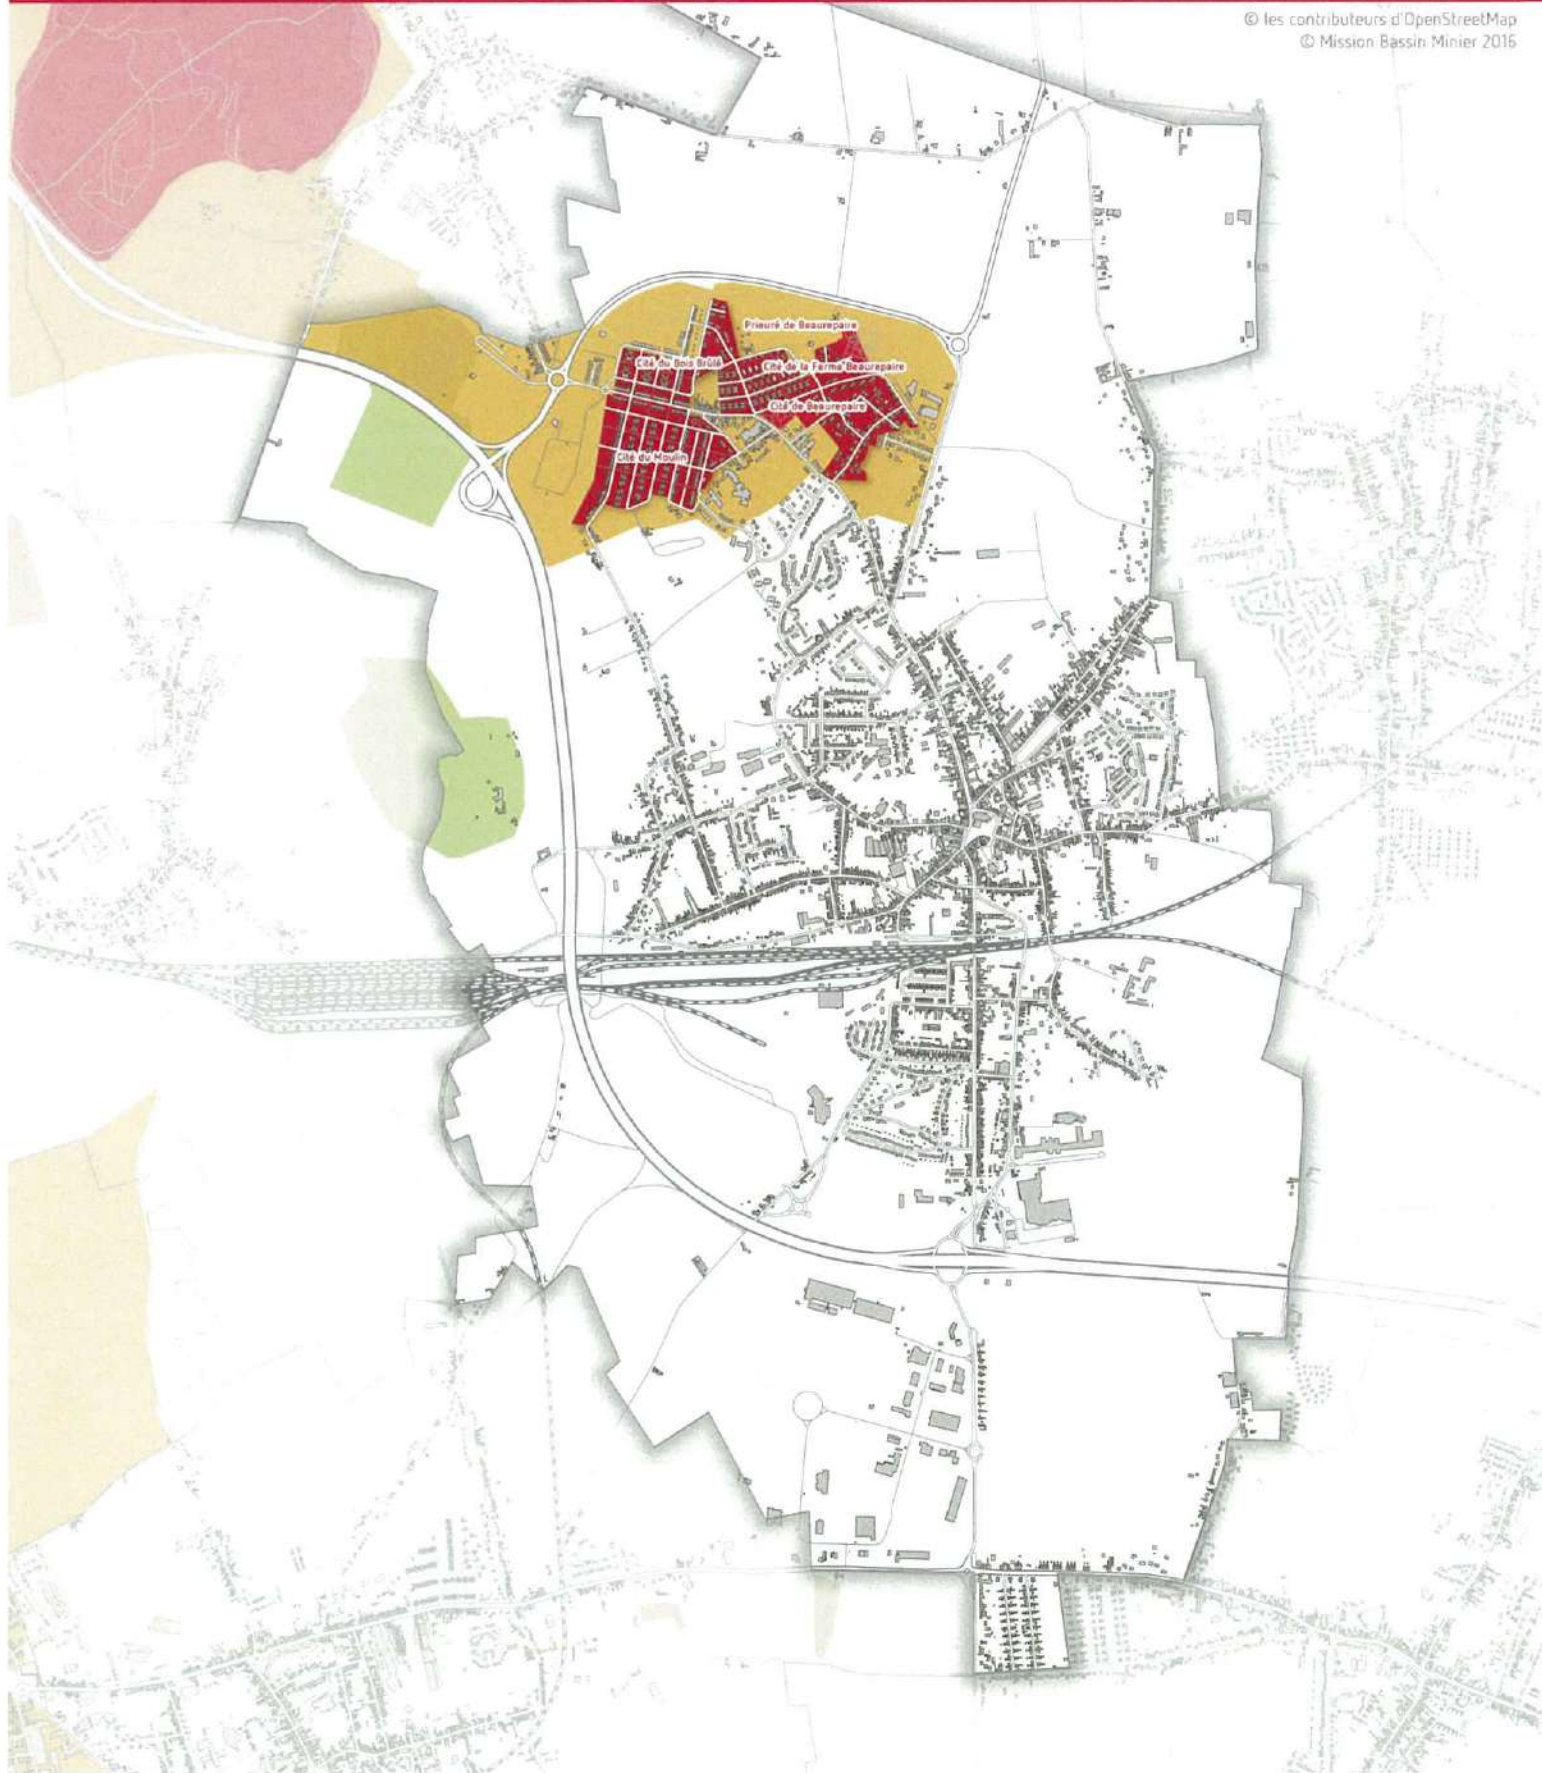 © les contributeurs d'OpenStreetMap
© Mission Bassin Minier 2016
Prieuré de Beaurepaire
Cité du Bois Brûlé
Cité de la Ferme Beaurepaire
Cité de Beaurepaire
Cité du Moulin